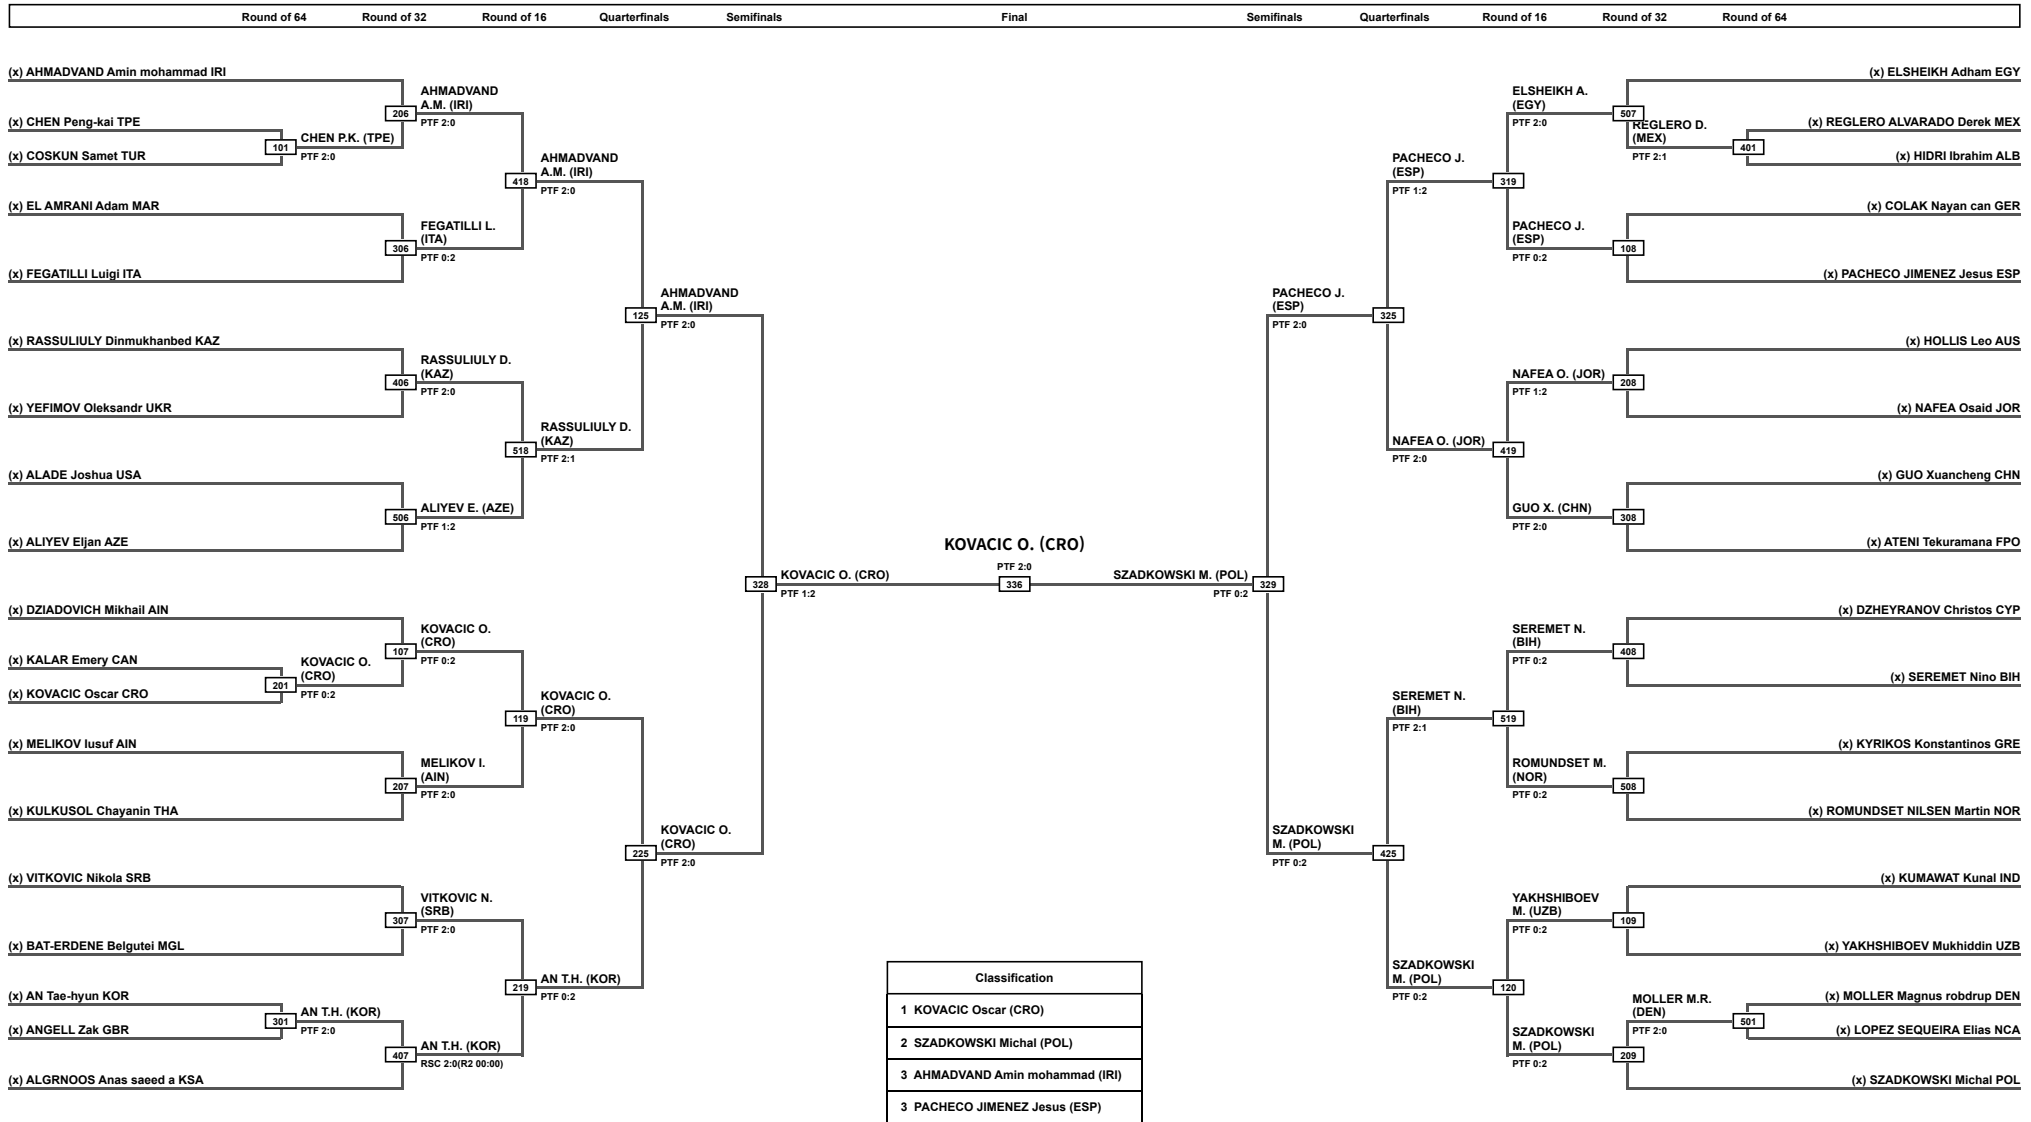 Round of 64
Round of 32
Round of 16
Quarterfinals
Semifinals
Final
Semifinals
Quarterfinals
Round of 16
Round of 32
Round of 64
(x) AHMADVAND Amin mohammad IRI
(x) CHEN Peng-kai TPE
(x) COSKUN Samet TUR
(x) EL AMRANI Adam MAR
(x) FEGATILLI Luigi ITA
(x) RASSULIULY Dinmukhanbed KAZ
(x) YEFIMOV Oleksandr UKR
(x) ALADE Joshua USA
(x) ALIYEV Eljan AZE
(x) DZIADOVICH Mikhail AIN
(x) KALAR Emery CAN
(x) KOVACIC Oscar CRO
(x) MELIKOV Iusuf AIN
(x) KULKUSOL Chayanin THA
(x) VITKOVIC Nikola SRB
(x) BAT-ERDENE Belgutei MGL
(x) AN Tae-hyun KOR
(x) ANGELL Zak GBR
(x) ALGRNOOS Anas saeed a KSA
101
CHEN P.K. (TPE)
PTF 2:0
201
KOVACIC O.
(CRO)
PTF 0:2
301
AN T.H. (KOR)
PTF 2:0
206
AHMADVAND
A.M. (IRI)
PTF 2:0
306
FEGATILLI L.
(ITA)
PTF 0:2
406
RASSULIULY D.
(KAZ)
PTF 2:0
506
ALIYEV E. (AZE)
PTF 1:2
107
KOVACIC O.
(CRO)
PTF 0:2
207
MELIKOV I.
(AIN)
PTF 2:0
307
VITKOVIC N.
(SRB)
PTF 2:0
407
AN T.H. (KOR)
RSC 2:0(R2 00:00)
418
AHMADVAND
A.M. (IRI)
PTF 2:0
518
RASSULIULY D.
(KAZ)
PTF 2:1
119
KOVACIC O.
(CRO)
PTF 2:0
219
AN T.H. (KOR)
PTF 0:2
125
AHMADVAND
A.M. (IRI)
PTF 2:0
225
KOVACIC O.
(CRO)
PTF 2:0
328
KOVACIC O. (CRO)
PTF 1:2
KOVACIC O. (CRO)
PTF 2:0
336
SZADKOWSKI M. (POL)
PTF 0:2
329
PACHECO J.
(ESP)
PTF 2:0
325
SZADKOWSKI
M. (POL)
PTF 0:2
425
PACHECO J.
(ESP)
PTF 1:2
319
NAFEA O. (JOR)
PTF 2:0
419
SEREMET N.
(BIH)
PTF 2:1
519
SZADKOWSKI
M. (POL)
PTF 0:2
120
ELSHEIKH A.
(EGY)
PTF 2:0
507
PACHECO J.
(ESP)
PTF 0:2
108
NAFEA O. (JOR)
PTF 1:2
208
GUO X. (CHN)
PTF 2:0
308
SEREMET N.
(BIH)
PTF 0:2
408
ROMUNDSET M.
(NOR)
PTF 0:2
508
YAKHSHIBOEV
M. (UZB)
PTF 0:2
109
SZADKOWSKI
M. (POL)
PTF 0:2
209
REGLERO D.
(MEX)
PTF 2:1
401
MOLLER M.R.
(DEN)
PTF 2:0
501
(x) ELSHEIKH Adham EGY
(x) REGLERO ALVARADO Derek MEX
(x) HIDRI Ibrahim ALB
(x) COLAK Nayan can GER
(x) PACHECO JIMENEZ Jesus ESP
(x) HOLLIS Leo AUS
(x) NAFEA Osaid JOR
(x) GUO Xuancheng CHN
(x) ATENI Tekuramana FPO
(x) DZHEYRANOV Christos CYP
(x) SEREMET Nino BIH
(x) KYRIKOS Konstantinos GRE
(x) ROMUNDSET NILSEN Martin NOR
(x) KUMAWAT Kunal IND
(x) YAKHSHIBOEV Mukhiddin UZB
(x) MOLLER Magnus robdrup DEN
(x) LOPEZ SEQUEIRA Elias NCA
(x) SZADKOWSKI Michal POL
Classification
1 KOVACIC Oscar (CRO)
2 SZADKOWSKI Michal (POL)
3 AHMADVAND Amin mohammad (IRI)
3 PACHECO JIMENEZ Jesus (ESP)